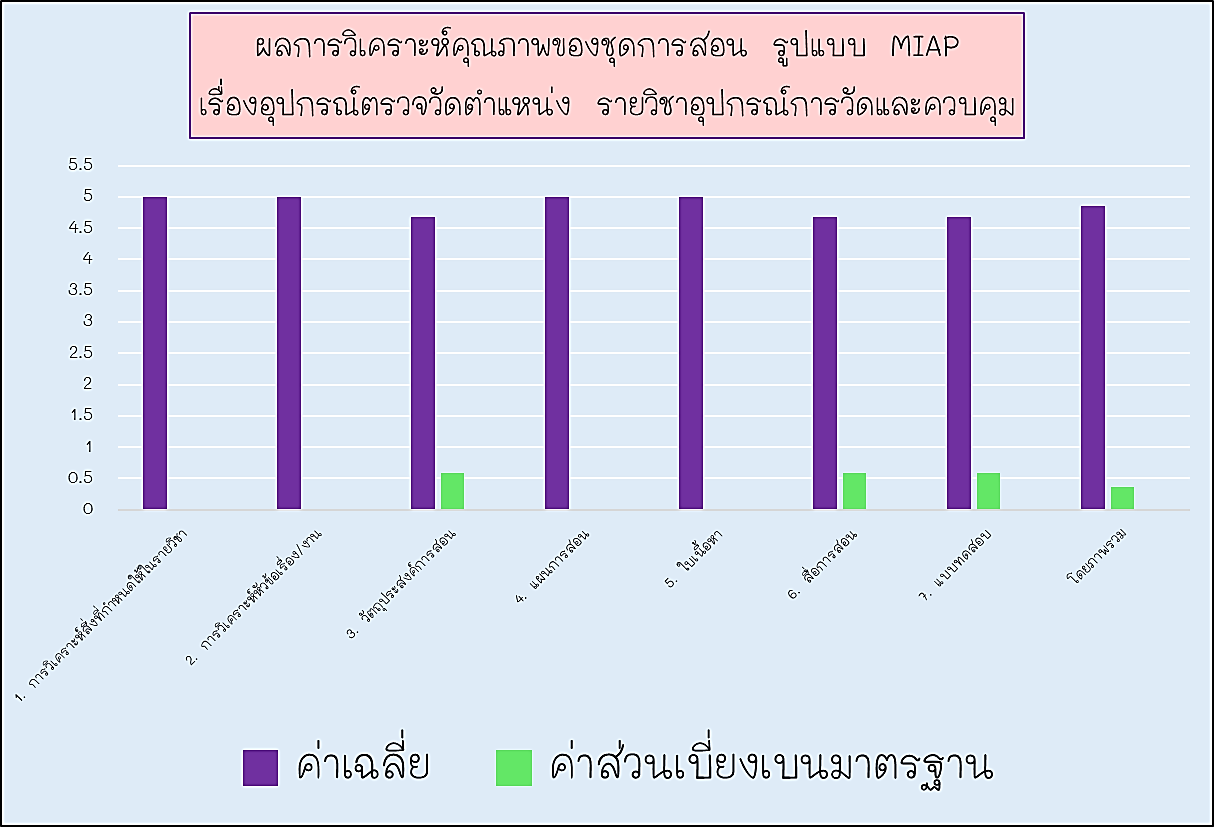 ผลการวิเคราะห์คุณภาพของชุดการสอน รูปแบบ MIAP
เรื่องอุปกรณ์ตรวจวัดตำแหน่ง รายวิชาอุปกรณ์การวัดและควบคุม
5.5
5
4.5
4
3.5
3
2.5
2
1.5
1
0.5
0
1. การวิเคราะห์สิ่งที่กำหนดให้ในรายวิชา
2. การวิเคราะห์หัวข้อเรื่อง/งาน
3. วัตถุประสงค์การสอน
4. แผนการสอน
5. ใบเนื้อหา
6. สื่อการสอน
7. แบบทดสอบ
โดยภาพรวม
ค่าเฉลี่ย
ค่าส่วนเบี่ยงเบนมาตรฐาน